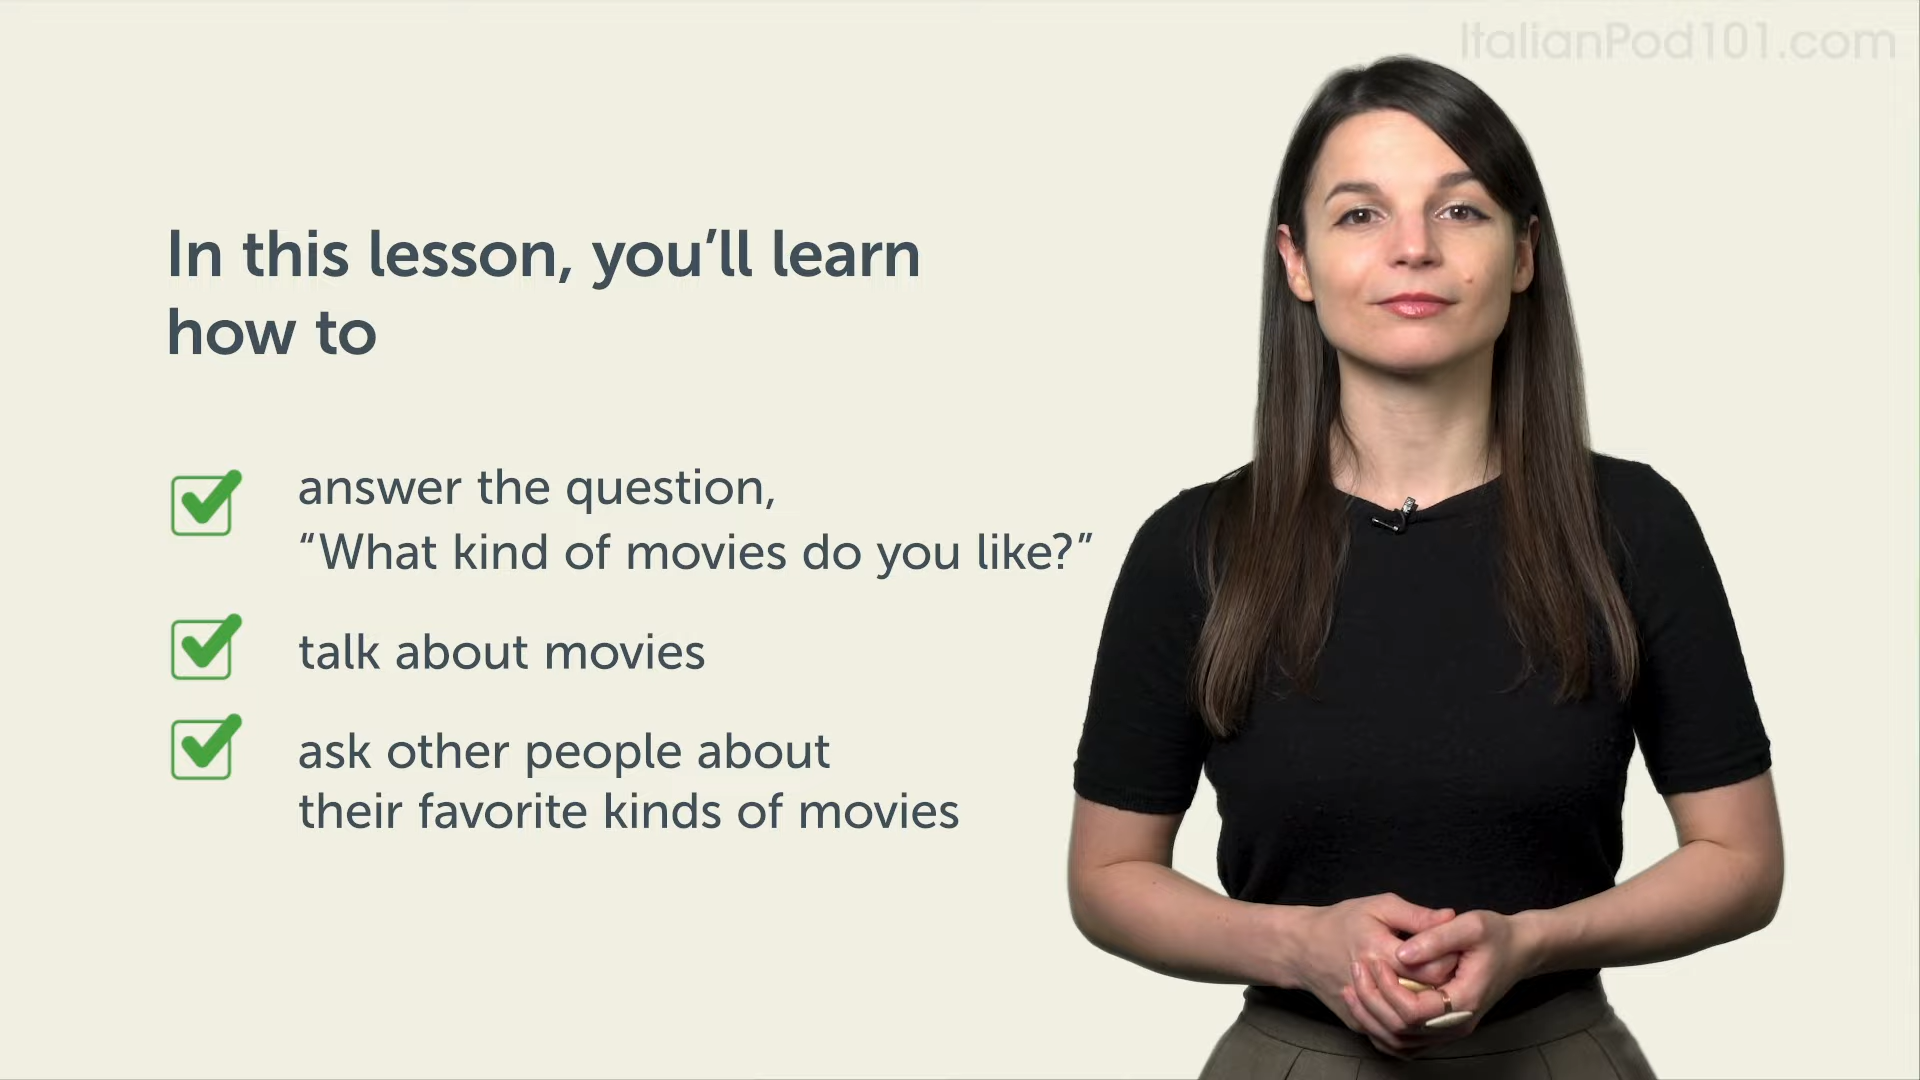 ItalianPod101.com
In this lesson, you’ll learn
how to
answer the question,
“What kind of movies do you like?”
talk about movies
ask other people about
their favorite kinds of movies